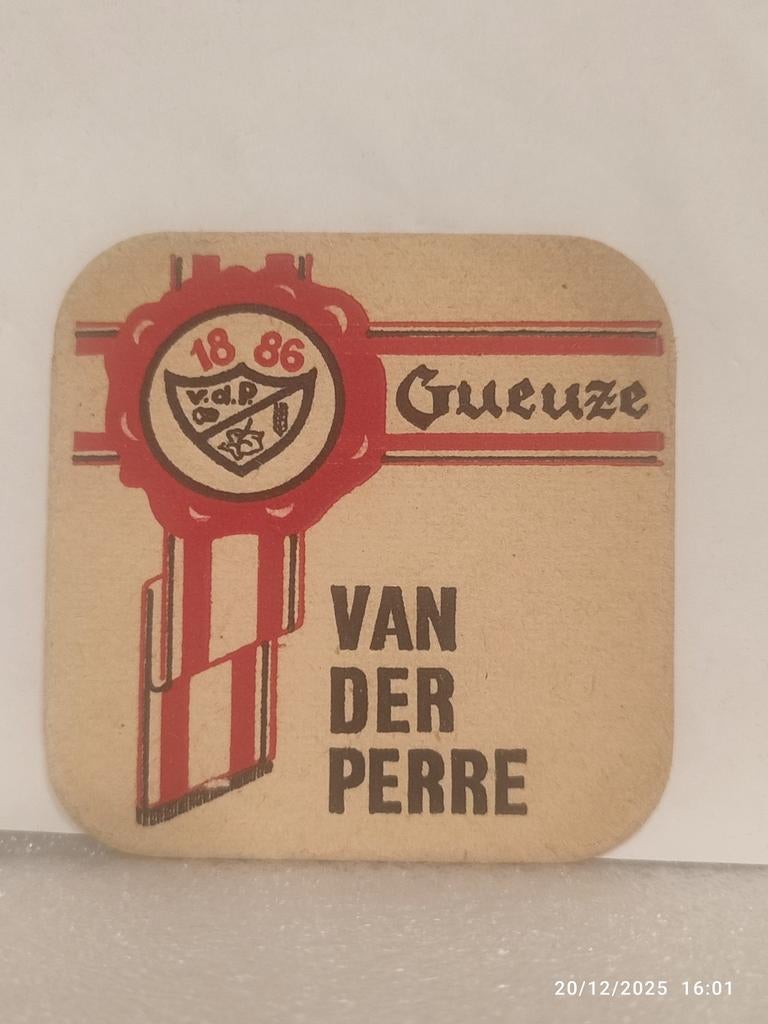 18 86
v.d.P.
Gueuze
VAN
DER
PERRE
20/12/2025 16:01